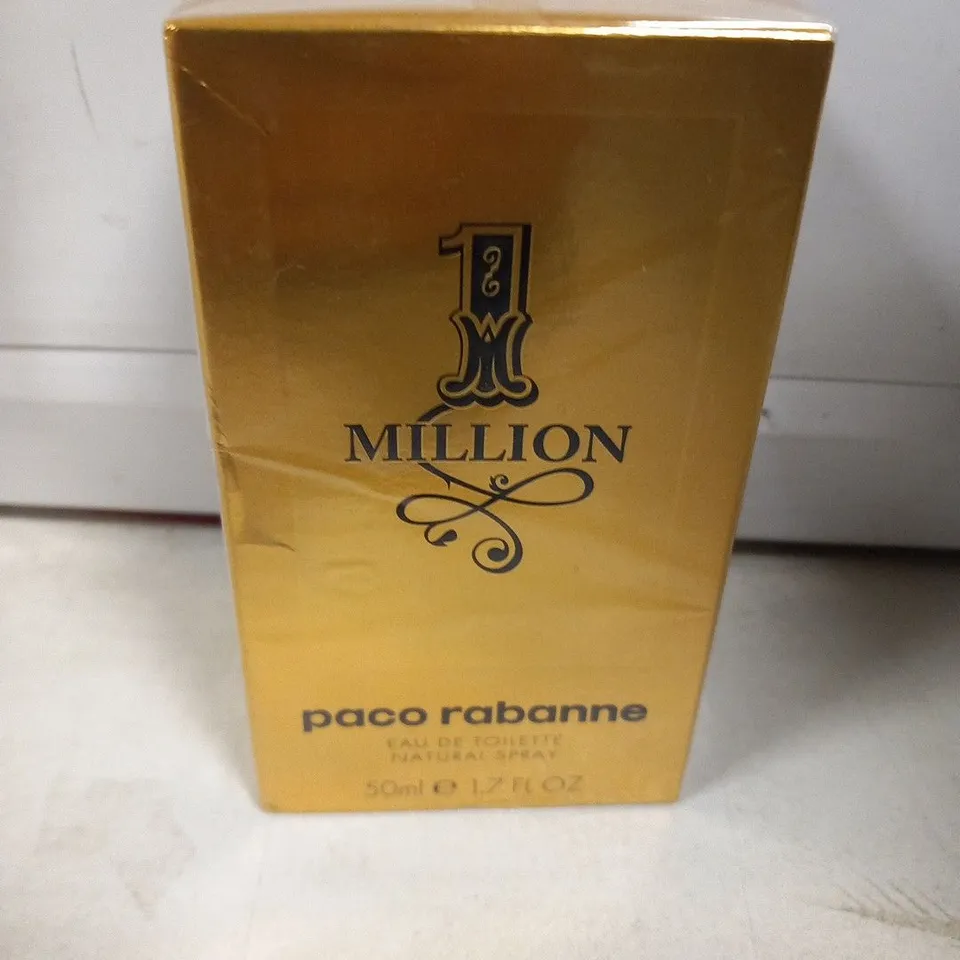 1
MILLION
paco rabanne
EAU DE TOILETTE
NATURAL SPRAY
50ml ℮ 1.7 FL OZ